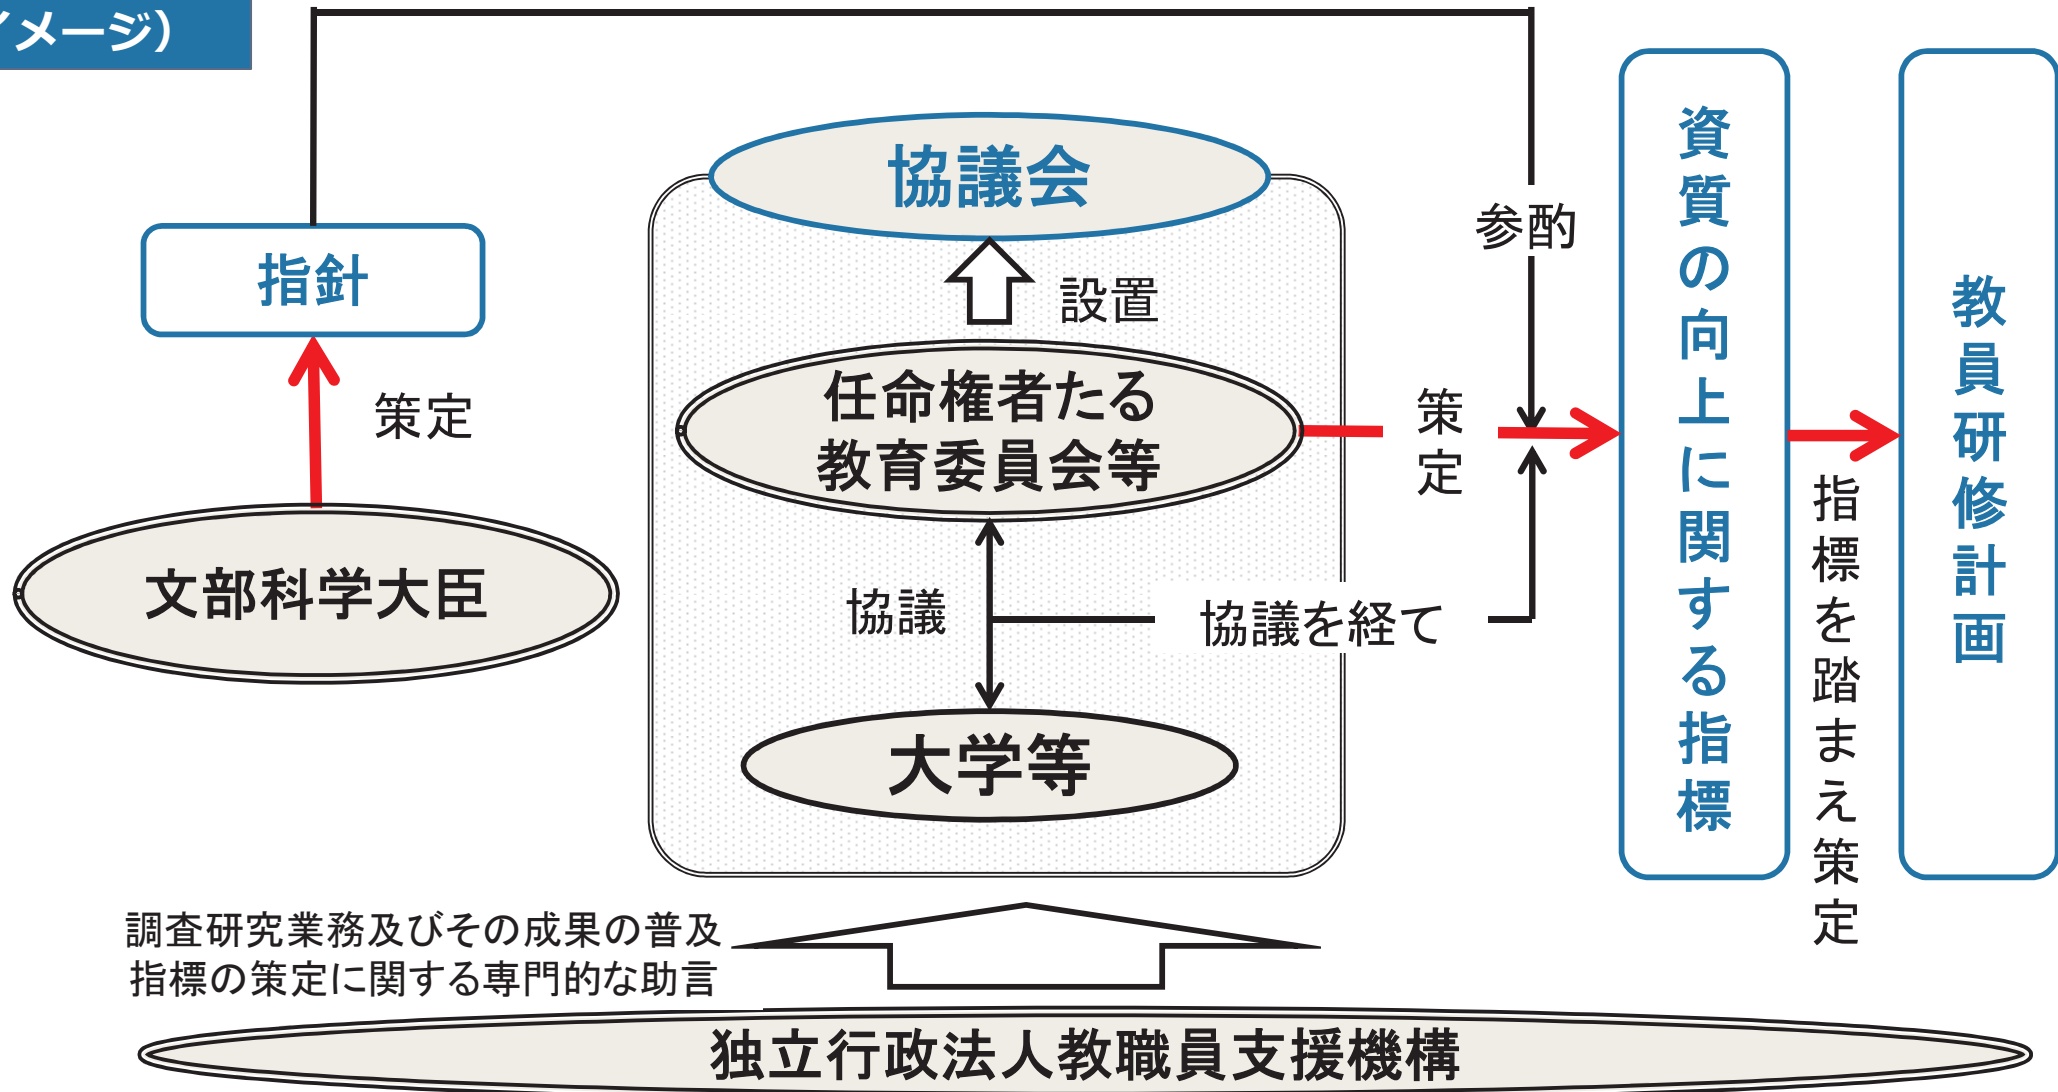 イメージ）
協議会
参酌
指針
設置
策定
任命権者たる
教育委員会等
策定
文部科学大臣
協議
協議を経て
大学等
資質の向上に関する指標
指標を踏まえ策定
教員研修計画
調査研究業務及びその成果の普及
指標の策定に関する専門的な助言
独立行政法人教職員支援機構